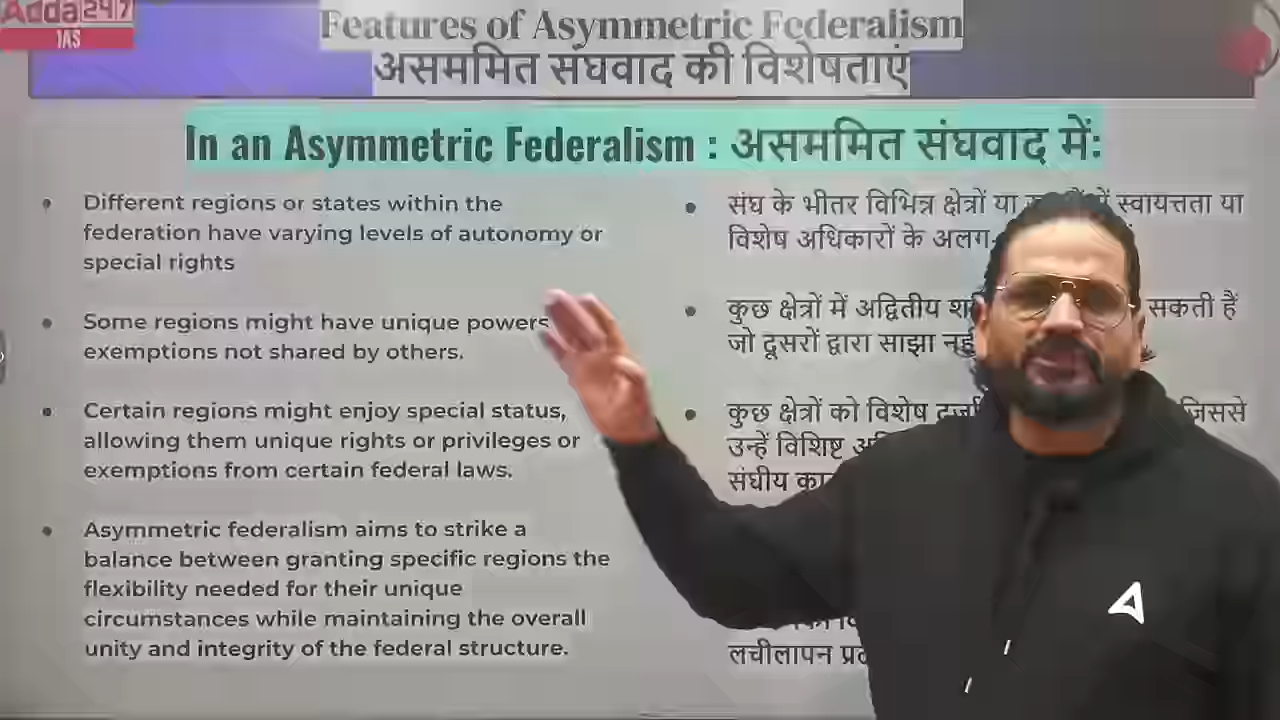 Adda247
IAS
Features of Asymmetric Federalism
असममित संघवाद की विशेषताएं
In an Asymmetric Federalism : असममित संघवाद में:
Different regions or states within the
federation have varying levels of autonomy or
special rights
Some regions might have unique powers
exemptions not shared by others.
Certain regions might enjoy special status,
allowing them unique rights or privileges or
exemptions from certain federal laws.
Asymmetric federalism aims to strike a
balance between granting specific regions the
flexibility needed for their unique
circumstances while maintaining the overall
unity and integrity of the federal structure.
संघ के भीतर विभिन्न क्षेत्रों या स्वायत्तता या
विशेष अधिकारों के अलग-
कुछ क्षेत्रों में अद्वितीय सकती हैं
जो दूसरों द्वारा साझा
कुछ क्षेत्रों को विशेष जिससे
उन्हें विशिष्ट
संघीय
लचीलापन